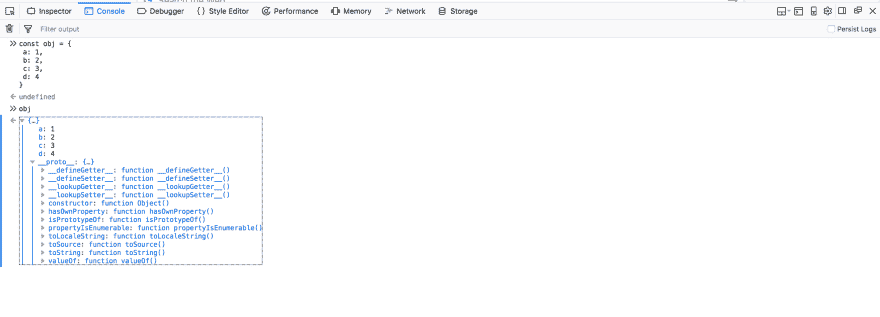 Inspector Console Debugger {} Style Editor Performance Memory Network Storage
Filter output Persist Logs
>> const obj = {
a: 1,
b: 2,
c: 3,
d: 4
}
undefined
>> obj
{…}
a: 1
b: 2
c: 3
d: 4
__proto__: {…}
__defineGetter__: function __defineGetter__()
__defineSetter__: function __defineSetter__()
__lookupGetter__: function __lookupGetter__()
__lookupSetter__: function __lookupSetter__()
constructor: function Object()
hasOwnProperty: function hasOwnProperty()
isPrototypeOf: function isPrototypeOf()
propertyIsEnumerable: function propertyIsEnumerable()
toLocaleString: function toLocaleString()
toSource: function toSource()
toString: function toString()
valueOf: function valueOf()